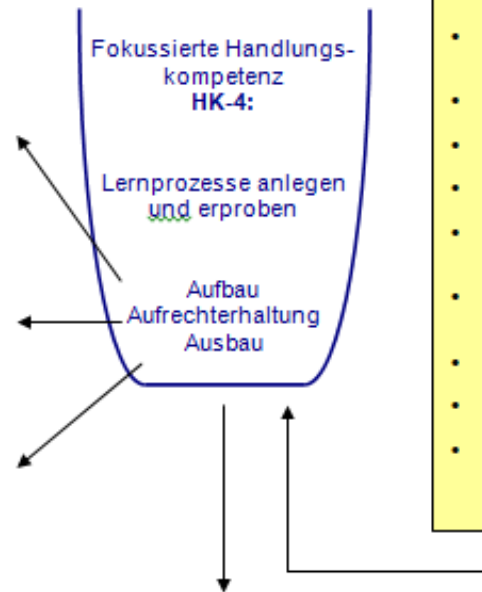 Fokussierte Handlungs-
kompetenz
HK-4:
Lernprozesse anlegen
und erproben
Aufbau
Aufrechterhaltung
Ausbau